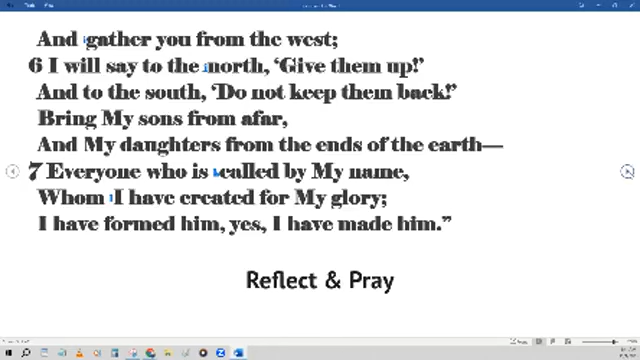 And gather you from the west;
6 I will say to the north, ‘Give them up!’
And to the south, ‘Do not keep them back!’
Bring My sons from afar,
And My daughters from the ends of the earth—
7 Everyone who is called by My name,
Whom I have created for My glory;
I have formed him, yes, I have made him.”
Reflect & Pray